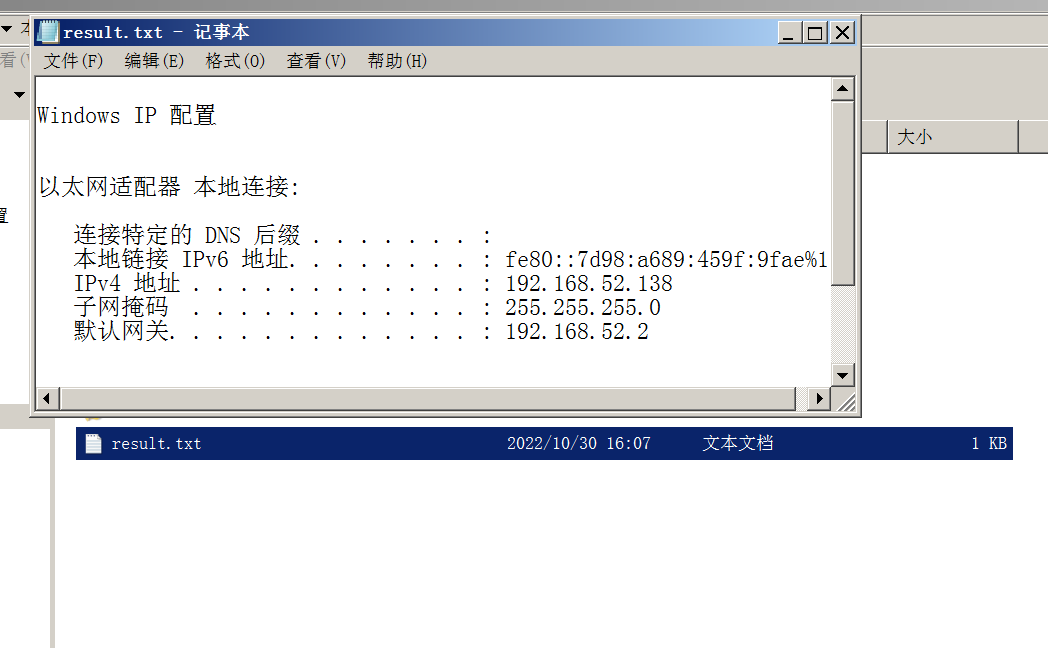 result.txt - 记事本
文件(F) 编辑(E) 格式(O) 查看(V) 帮助(H)
Windows IP 配置
以太网适配器 本地连接:
连接特定的 DNS 后缀 . . . . . . . :
本地链接 IPv6 地址. . . . . . . . : fe80::7d98:a689:459f:9fae%1
IPv4 地址 . . . . . . . . . . . . : 192.168.52.138
子网掩码  . . . . . . . . . . . . : 255.255.255.0
默认网关. . . . . . . . . . . . . : 192.168.52.2
大小
result.txt 2022/10/30 16:07 文本文档 1 KB